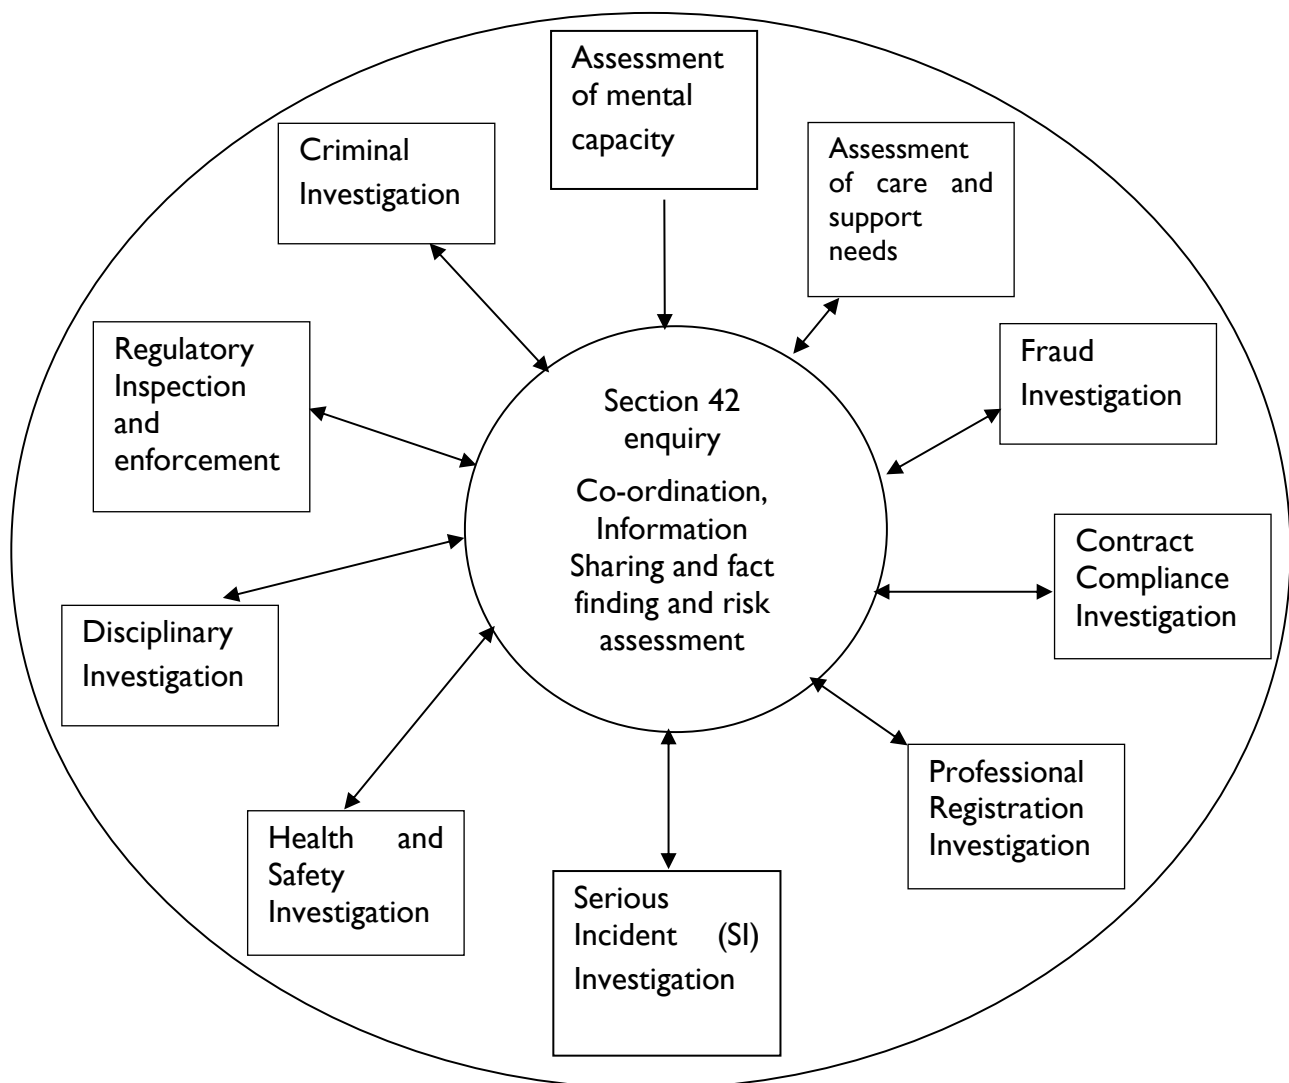 Assessment
of mental
capacity
Criminal
Investigation
Assessment
of care and
support
needs
Regulatory
Inspection
and
enforcement
Fraud
Investigation
Section 42
enquiry
Co-ordination,
Information
Sharing and fact
finding and risk
assessment
Contract
Compliance
Investigation
Disciplinary
Investigation
Professional
Registration
Investigation
Health and
Safety
Investigation
Serious
Incident (SI)
Investigation